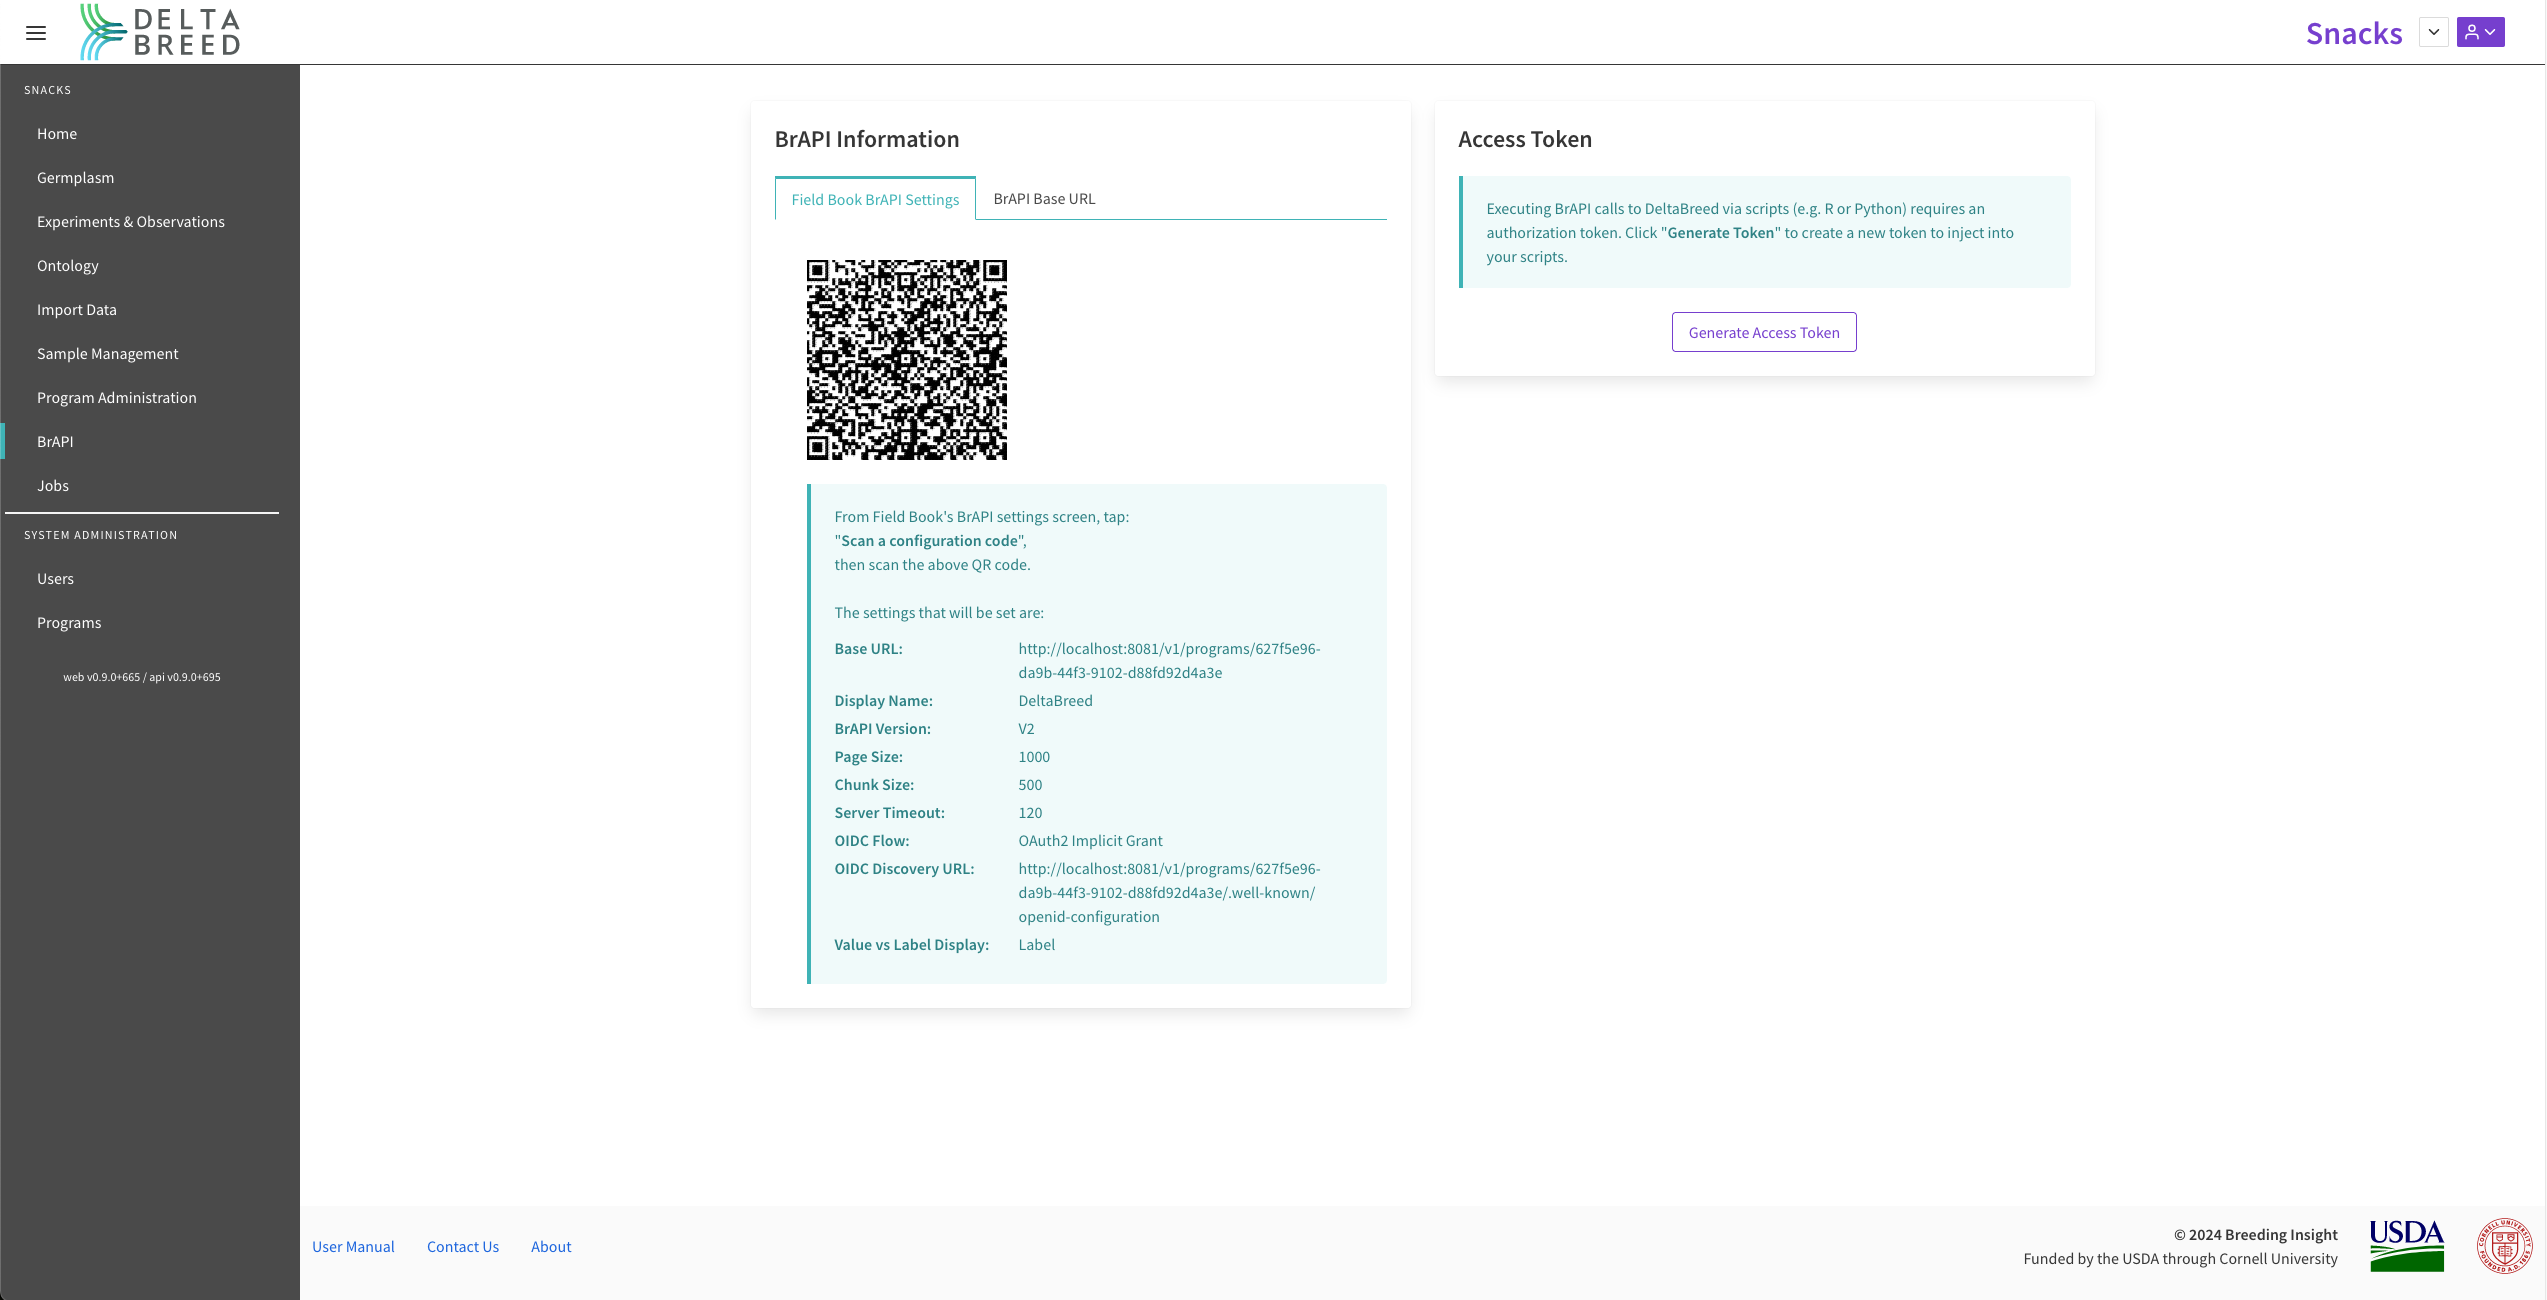 DELTA
BREED
Snacks
SNACKS
Home
Germplasm
Experiments & Observations
Ontology
Import Data
Sample Management
Program Administration
BrAPI
Jobs
SYSTEM ADMINISTRATION
Users
Programs
web v0.9.0+665 / api v0.9.0+695
BrAPI Information
Field Book BrAPI Settings
BrAPI Base URL
From Field Book's BrAPI settings screen, tap:
"Scan a configuration code",
then scan the above QR code.
The settings that will be set are:
Base URL: http://localhost:8081/v1/programs/627f5e96-
da9b-44f3-9102-d88fd92d4a3e
Display Name: DeltaBreed
BrAPI Version: V2
Page Size: 1000
Chunk Size: 500
Server Timeout: 120
OIDC Flow: OAuth2 Implicit Grant
OIDC Discovery URL: http://localhost:8081/v1/programs/627f5e96-
da9b-44f3-9102-d88fd92d4a3e/.well-known/
openid-configuration
Value vs Label Display: Label
Access Token
Executing BrAPI calls to DeltaBreed via scripts (e.g. R or Python) requires an
authorization token. Click "Generate Token" to create a new token to inject into
your scripts.
Generate Access Token
User Manual
Contact Us
About
© 2024 Breeding Insight
Funded by the USDA through Cornell University
USDA
CORNELL UNIVERSITY
FOUNDED A.D. 1865